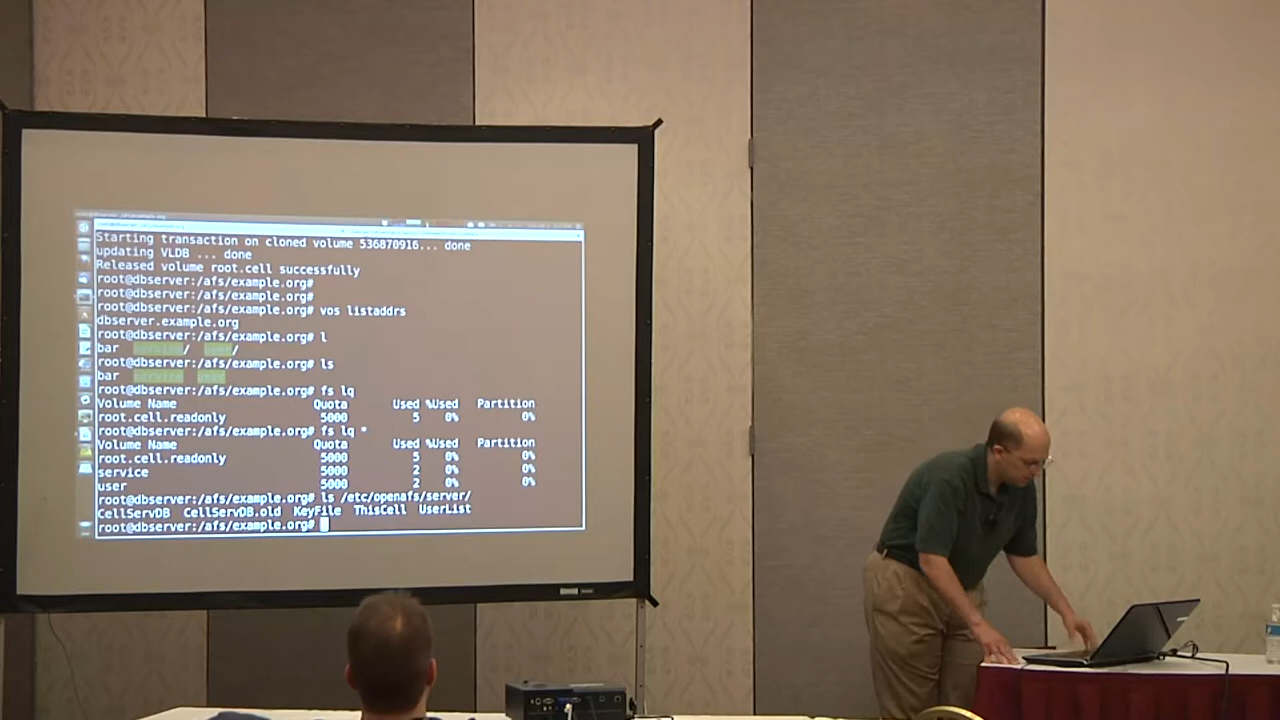 Starting transaction on cloned volume 536870916... done
updating VLDB ... done
Released volume root.cell successfully
root@dbserver:/afs/example.org#
root@dbserver:/afs/example.org#
root@dbserver:/afs/example.org# vos listaddrs
dbserver.example.org
root@dbserver:/afs/example.org# l
bar service/ user/
root@dbserver:/afs/example.org# ls
bar service user
root@dbserver:/afs/example.org# fs lq
Volume Name Quota Used %Used Partition
root.cell.readonly 5000 5 0% 0%
root@dbserver:/afs/example.org# fs lq *
Volume Name Quota Used %Used Partition
root.cell.readonly 5000 5 0% 0%
service 5000 2 0% 0%
user 5000 2 0% 0%
root@dbserver:/afs/example.org# ls /etc/openafs/server/
CellServDB CellServDB.old KeyFile ThisCell UserList
root@dbserver:/afs/example.org#